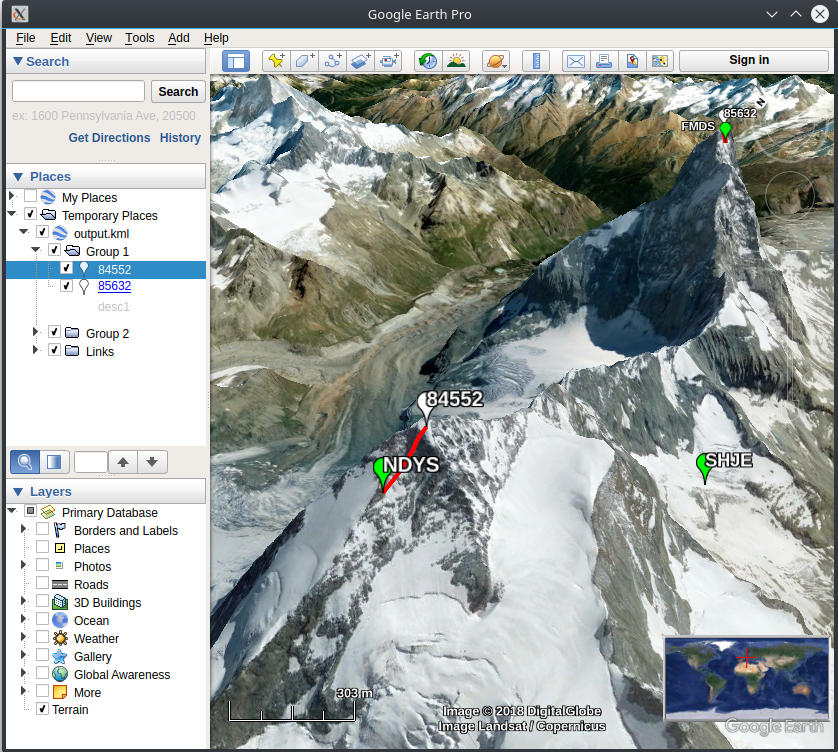 Google Earth Pro
File Edit View Tools Add Help
Search
Search
ex: 1600 Pennsylvania Ave, 20500
Get Directions History
Places
My Places
Temporary Places
output.kml
Group 1
84552
85632
desc1
Group 2
Links
Layers
Primary Database
Borders and Labels
Places
Photos
Roads
3D Buildings
Ocean
Weather
Gallery
Global Awareness
More
Terrain
Sign in
N
85632
FMDS
84552
NDYS
SHJE
303 m
Image © 2018 DigitalGlobe
Image Landsat / Copernicus
Google Earth